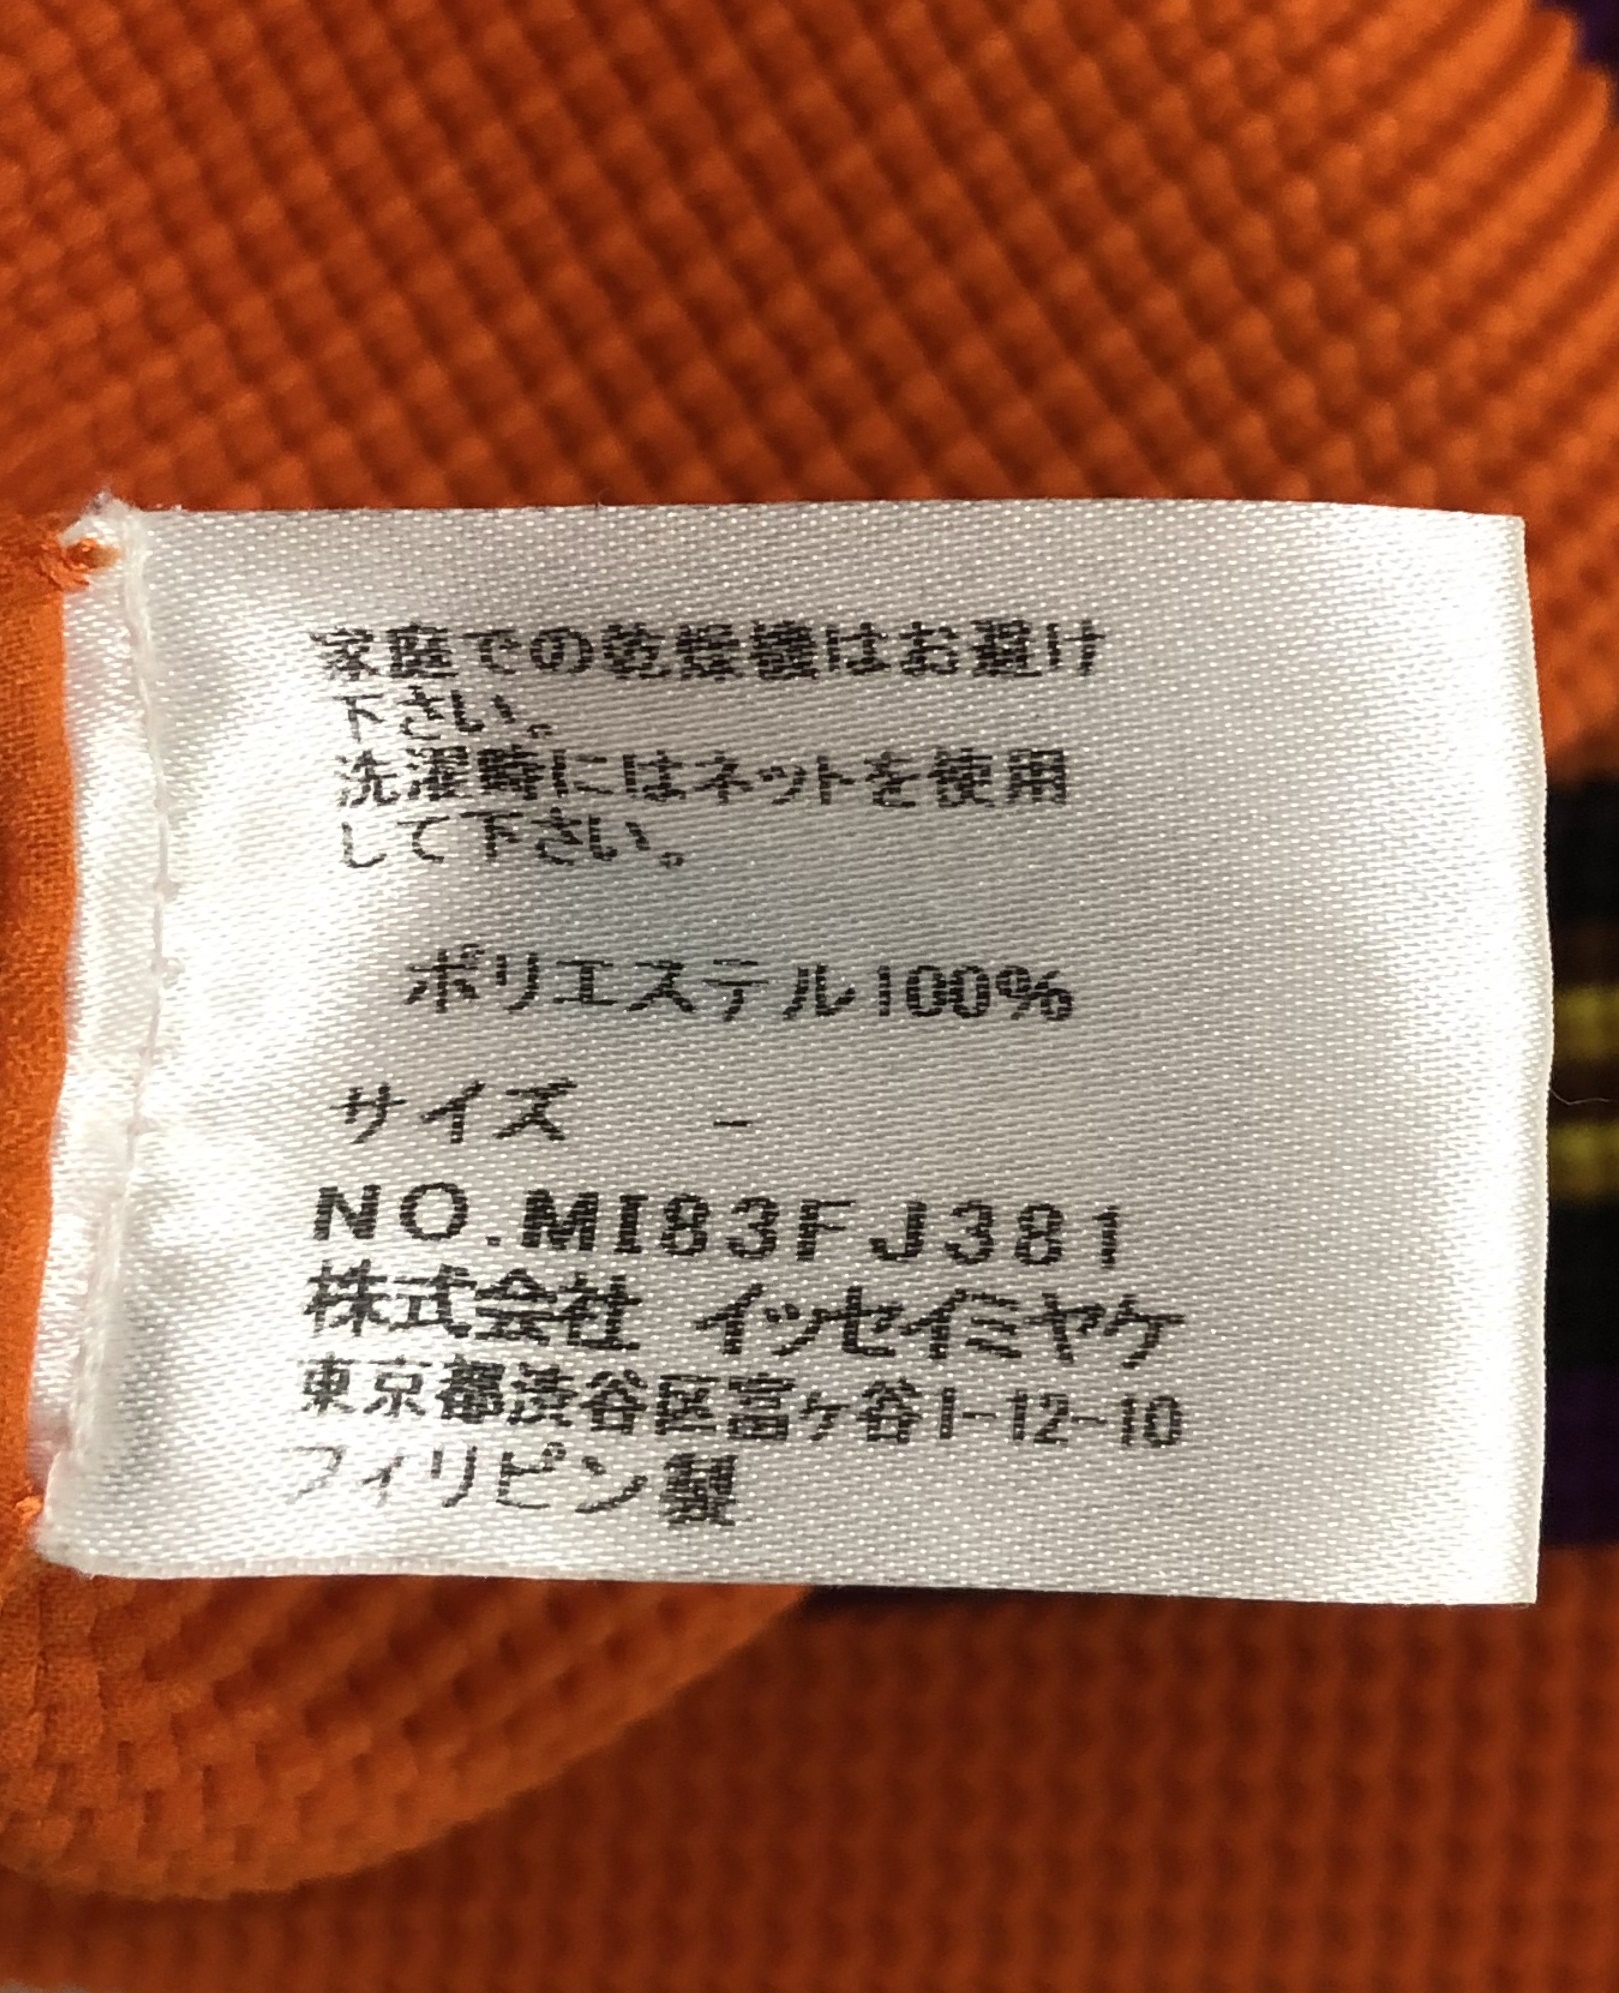 家庭での乾燥機はお避け
下さい。
洗濯時にはネットを使用
して下さい。
ポリエステル100%
サイズ -
NO.MI83FJ381
株式会社 イッセイミヤケ
東京都渋谷区富ケ谷1-12-10
フィリピン製